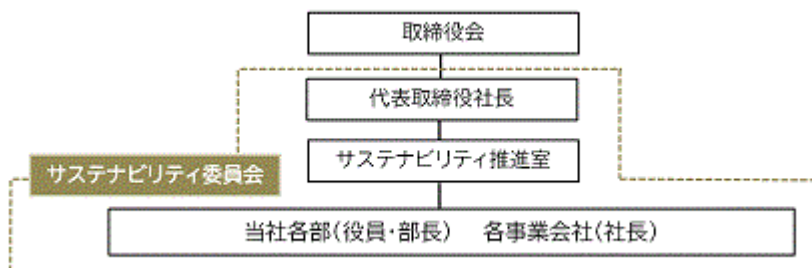 取締役会
代表取締役社長
サステナビリティ推進室
サステナビリティ委員会
当社各部(役員・部長) 各事業会社(社長)